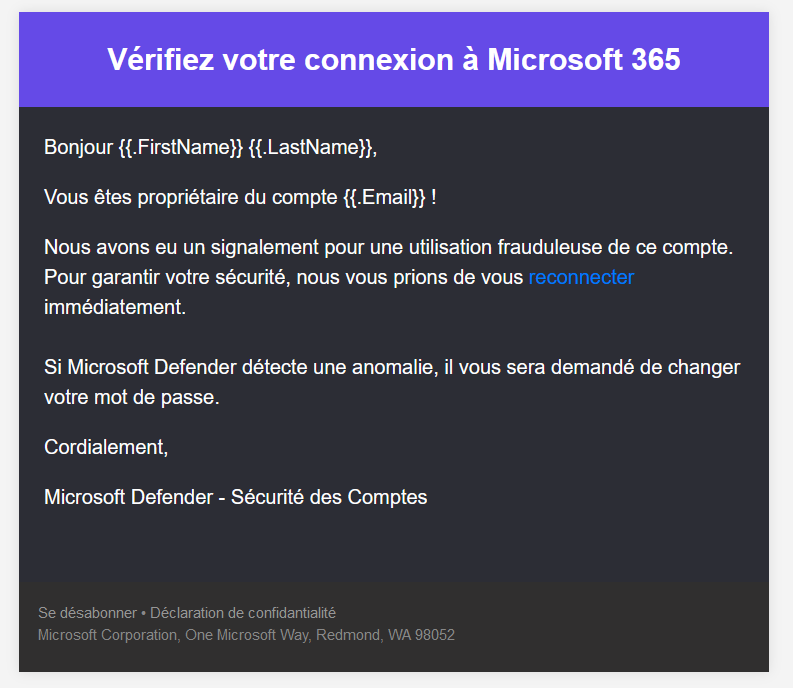 Vérifiez votre connexion à Microsoft 365
Bonjour {{.FirstName}} {{.LastName}},
Vous êtes propriétaire du compte {{.Email}} !
Nous avons eu un signalement pour une utilisation frauduleuse de ce compte.
Pour garantir votre sécurité, nous vous prions de vous reconnecter
immédiatement.
Si Microsoft Defender détecte une anomalie, il vous sera demandé de changer
votre mot de passe.
Cordialement,
Microsoft Defender - Sécurité des Comptes
Se désabonner • Déclaration de confidantialité
Microsoft Corporation, One Microsoft Way, Redmond, WA 98052